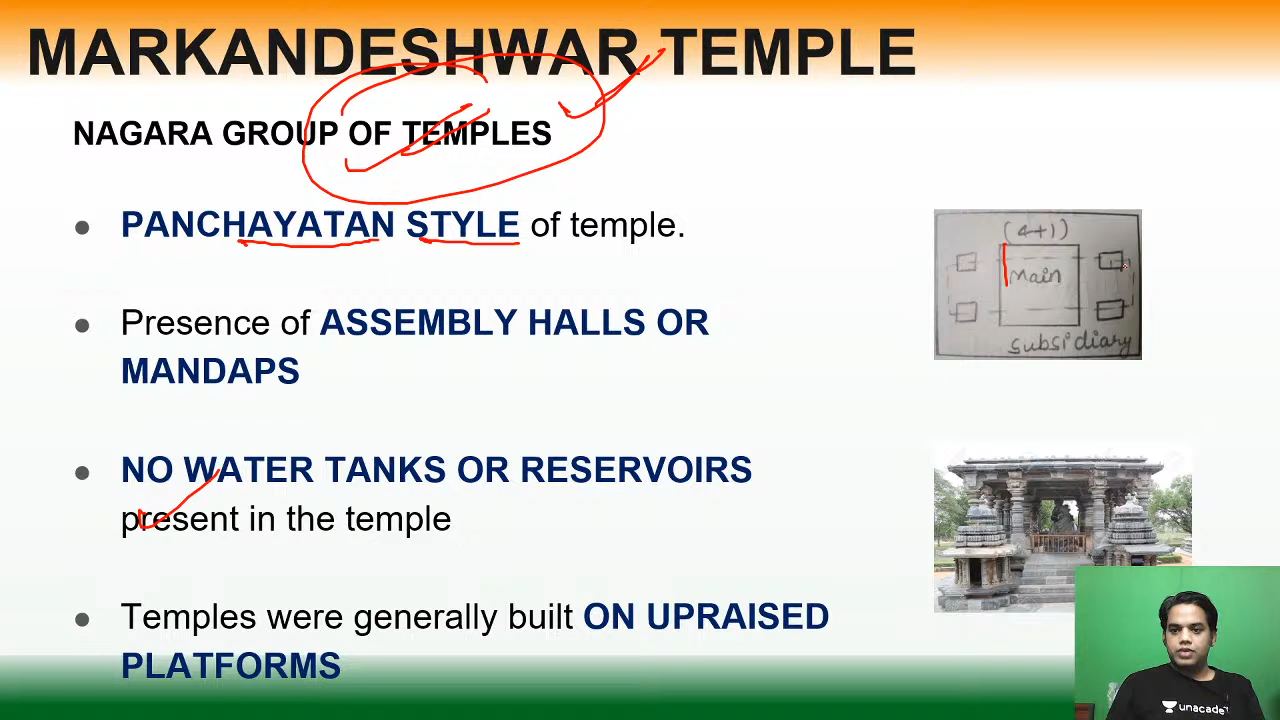 MARKANDESHWAR TEMPLE
NAGARA GROUP OF TEMPLES
● PANCHAYATAN STYLE of temple.
● Presence of ASSEMBLY HALLS OR
MANDAPS
● NO WATER TANKS OR RESERVOIRS
present in the temple
● Temples were generally built ON UPRAISED
PLATFORMS
(4+1)
Main
Subsidiary
unacade